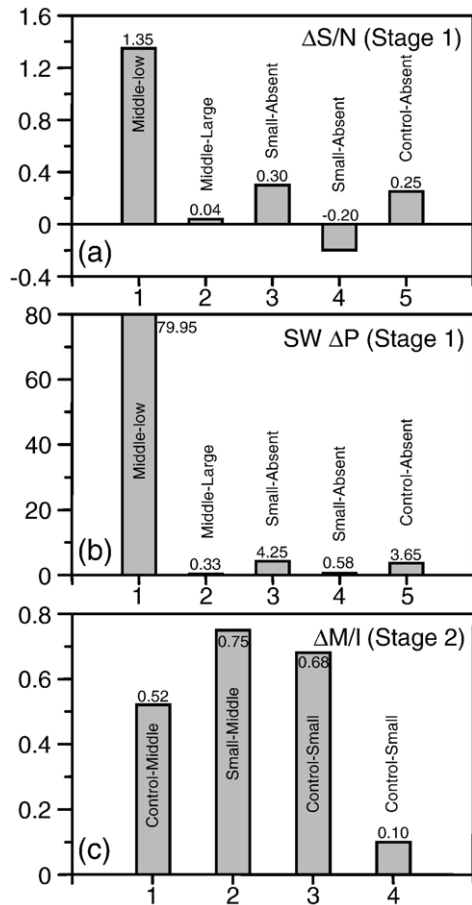 1.6
ΔS/N (Stage 1)
1.35
1.2
Middle-low
Middle-Large
Small-Absent
Small-Absent
Control-Absent
0.8
0.4
0.04
0.30
-0.20
0.25
0
(a)
-0.4
1 2 3 4 5
80
79.95
SW ΔP (Stage 1)
60
Middle-low
Middle-Large
Small-Absent
Small-Absent
Control-Absent
40
20
(b)
0.33
4.25
0.58
3.65
0
1 2 3 4 5
0.8
ΔM/I (Stage 2)
0.52
0.75
0.68
0.6
Control-Middle
Small-Middle
Control-Small
Control-Small
0.4
0.2
0.10
(c)
0
1 2 3 4